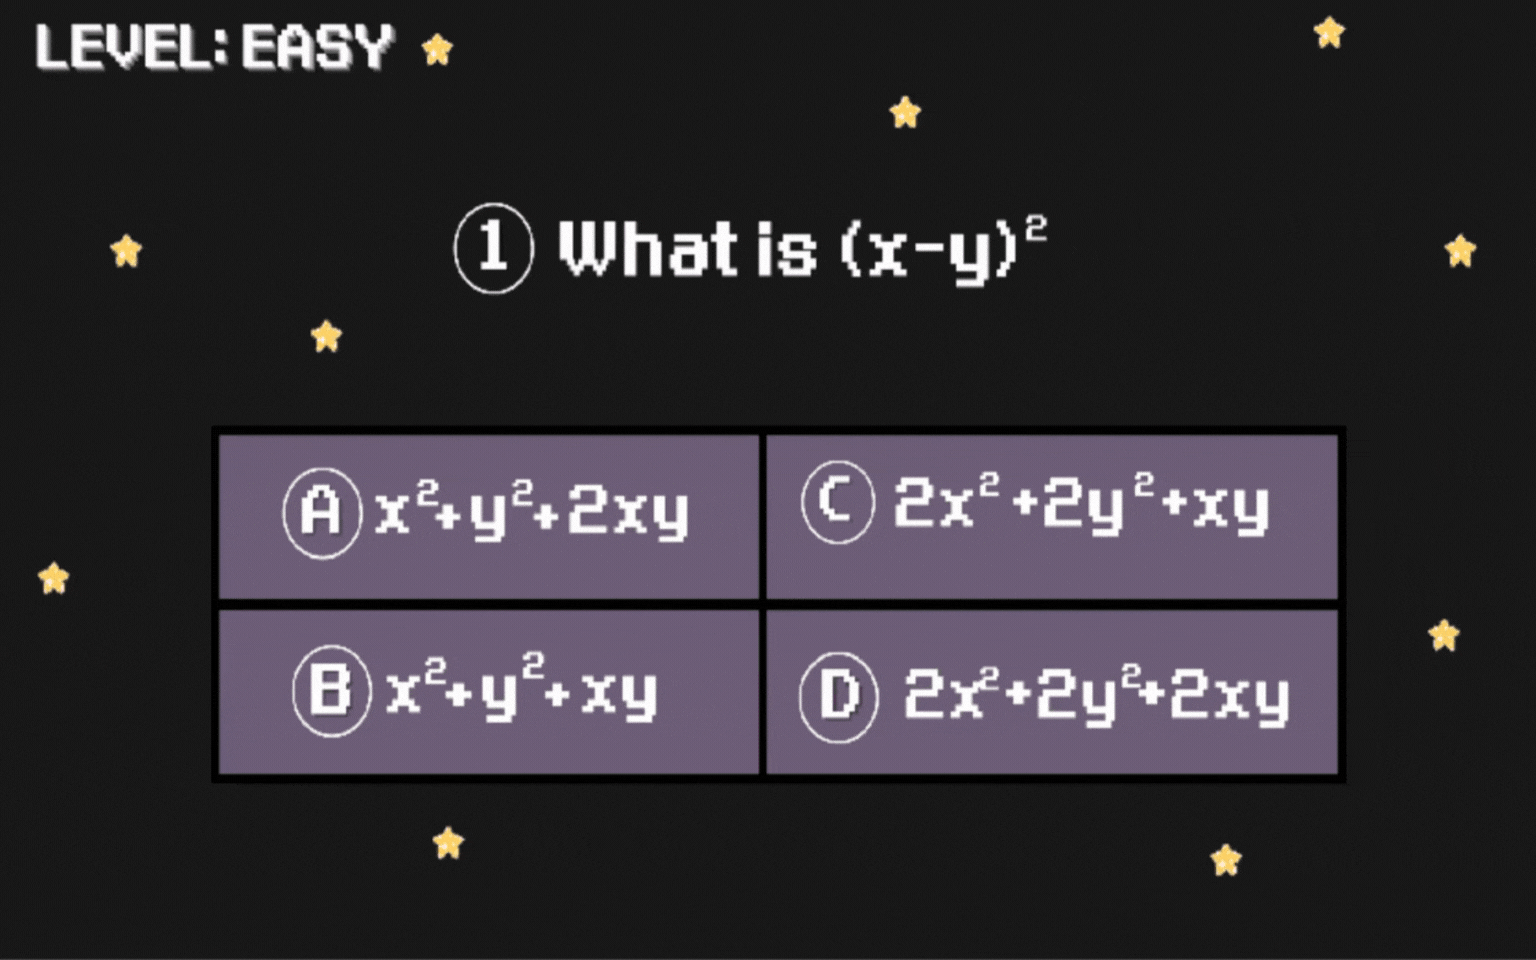 LEVEL: EASY
1 What is (x-y)²
A x²+y²+2xy
C 2x²+2y²+xy
B x²+y²+xy
D 2x²+2y²+2xy